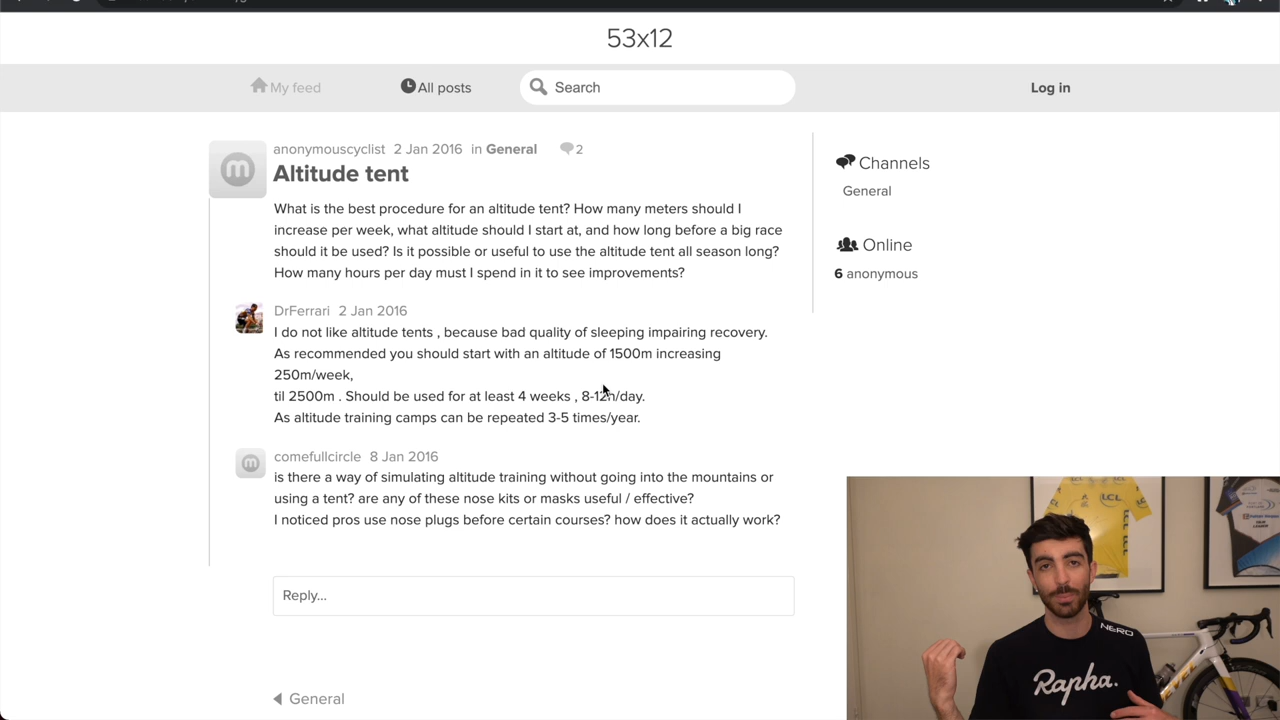 53x12
My feed
All posts
Search
Log in
anonymouscyclist 2 Jan 2016 in General 2
Altitude tent
What is the best procedure for an altitude tent? How many meters should I
increase per week, what altitude should I start at, and how long before a big race
should it be used? Is it possible or useful to use the altitude tent all season long?
How many hours per day must I spend in it to see improvements?
DrFerrari 2 Jan 2016
I do not like altitude tents , because bad quality of sleeping impairing recovery.
As recommended you should start with an altitude of 1500m increasing
250m/week,
til 2500m . Should be used for at least 4 weeks , 8-12h/day.
As altitude training camps can be repeated 3-5 times/year.
comefullcircle 8 Jan 2016
is there a way of simulating altitude training without going into the mountains or
using a tent? are any of these nose kits or masks useful / effective?
I noticed pros use nose plugs before certain courses? how does it actually work?
Reply...
General
Channels
General
Online
6 anonymous
LCL
LCL
NERO
Rapha.